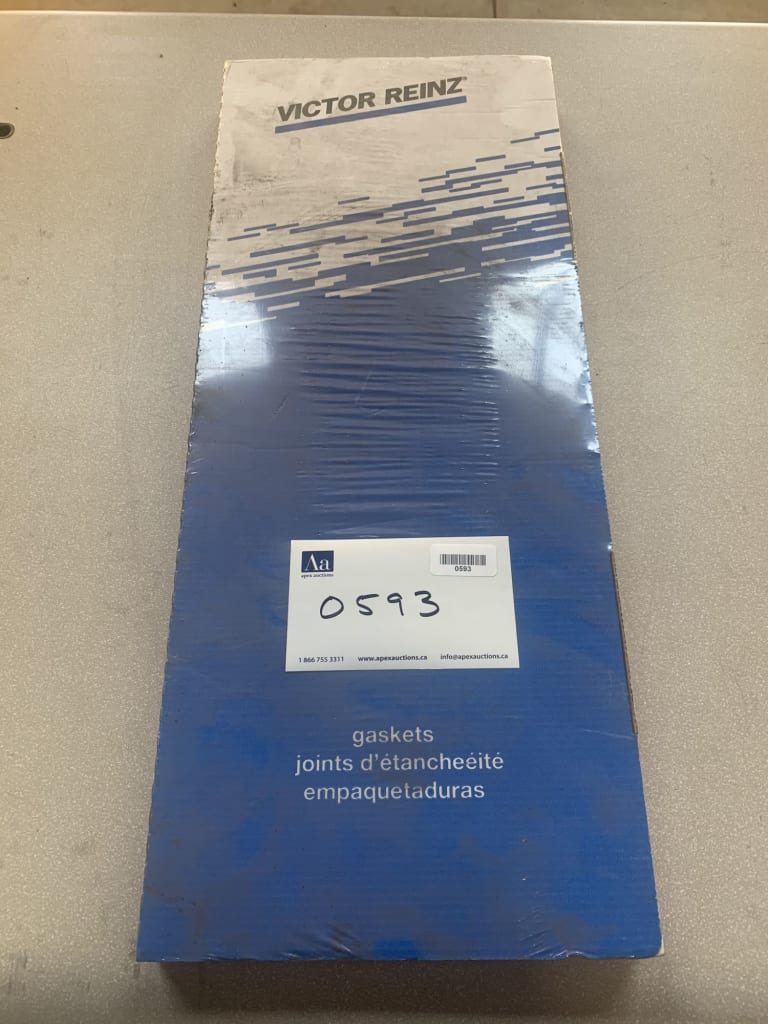 VICTOR REINZ®
Aa
apex auctions
0593
0593
1 866 755 3311 www.apexauctions.ca info@apexauctions.ca
gaskets
joints d'étancheéité
empaquetaduras